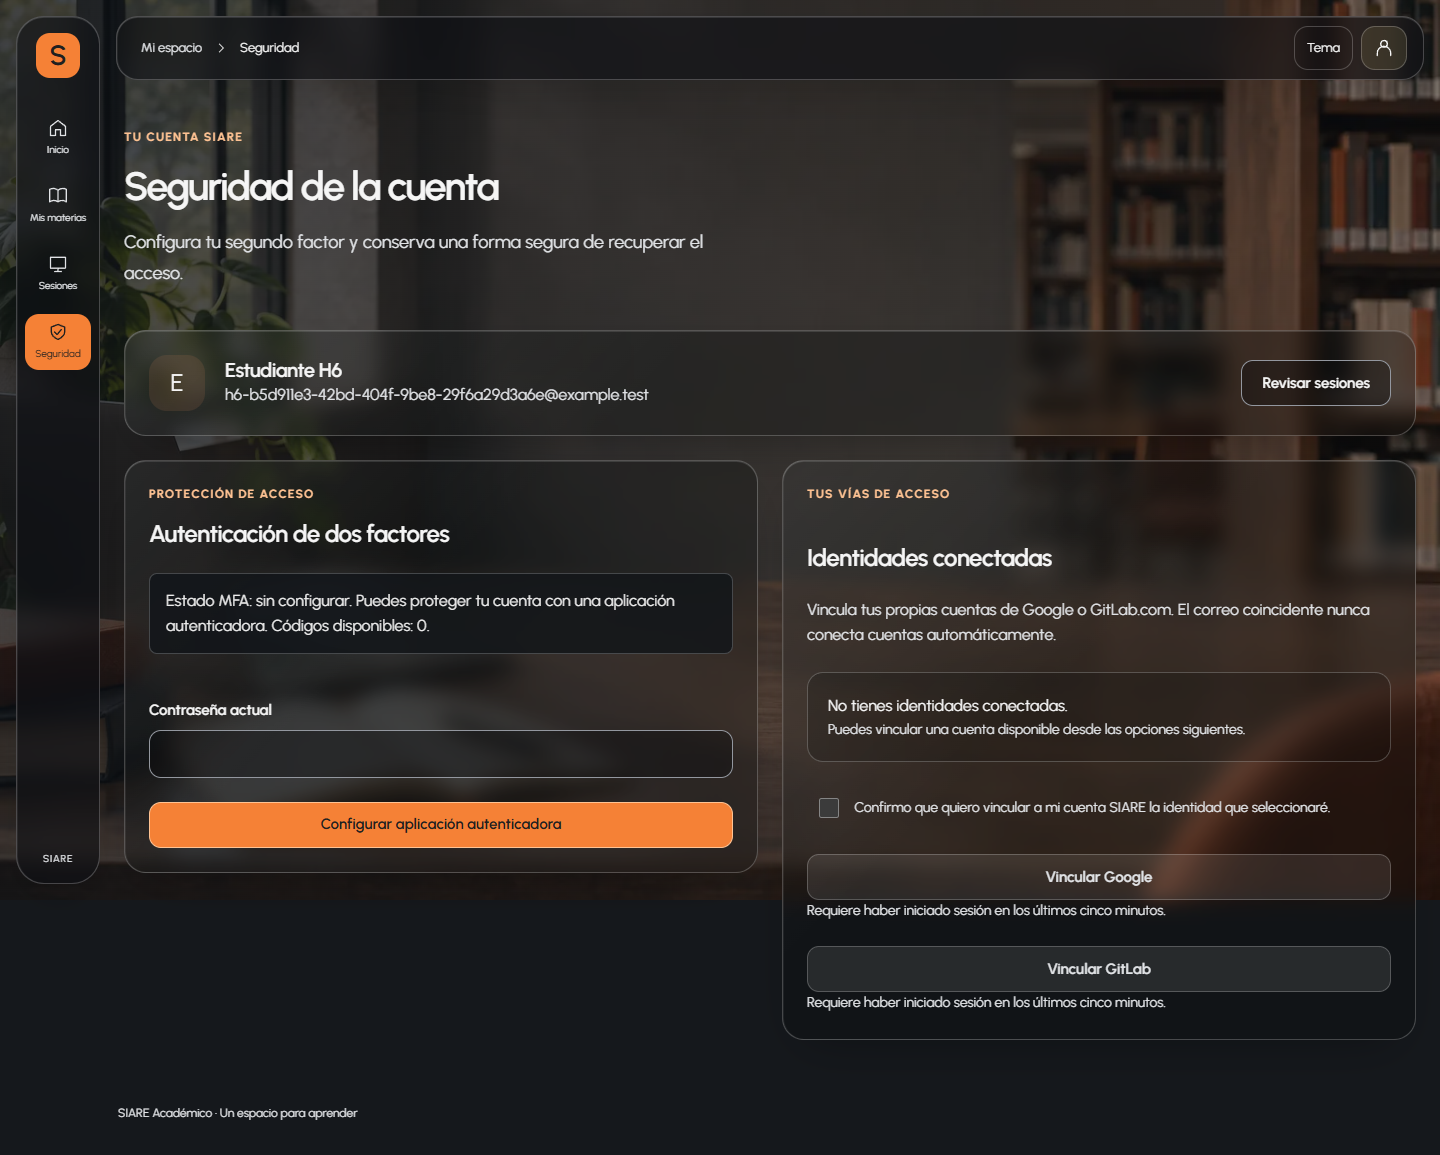 S
Mi espacio > Seguridad
Tema
Inicio
Mis materias
Sesiones
Seguridad
SIARE
TU CUENTA SIARE
Seguridad de la cuenta
Configura tu segundo factor y conserva una forma segura de recuperar el
acceso.
E
Estudiante H6
h6-b5d911e3-42bd-404f-9be8-29f6a29d3a6e@example.test
Revisar sesiones
PROTECCIÓN DE ACCESO
Autenticación de dos factores
Estado MFA: sin configurar. Puedes proteger tu cuenta con una aplicación
autenticadora. Códigos disponibles: 0.
Contraseña actual
Configurar aplicación autenticadora
TUS VÍAS DE ACCESO
Identidades conectadas
Vincula tus propias cuentas de Google o GitLab.com. El correo coincidente nunca
conecta cuentas automáticamente.
No tienes identidades conectadas.
Puedes vincular una cuenta disponible desde las opciones siguientes.
Confirmo que quiero vincular a mi cuenta SIARE la identidad que seleccionaré.
Vincular Google
Requiere haber iniciado sesión en los últimos cinco minutos.
Vincular GitLab
Requiere haber iniciado sesión en los últimos cinco minutos.
SIARE Académico · Un espacio para aprender